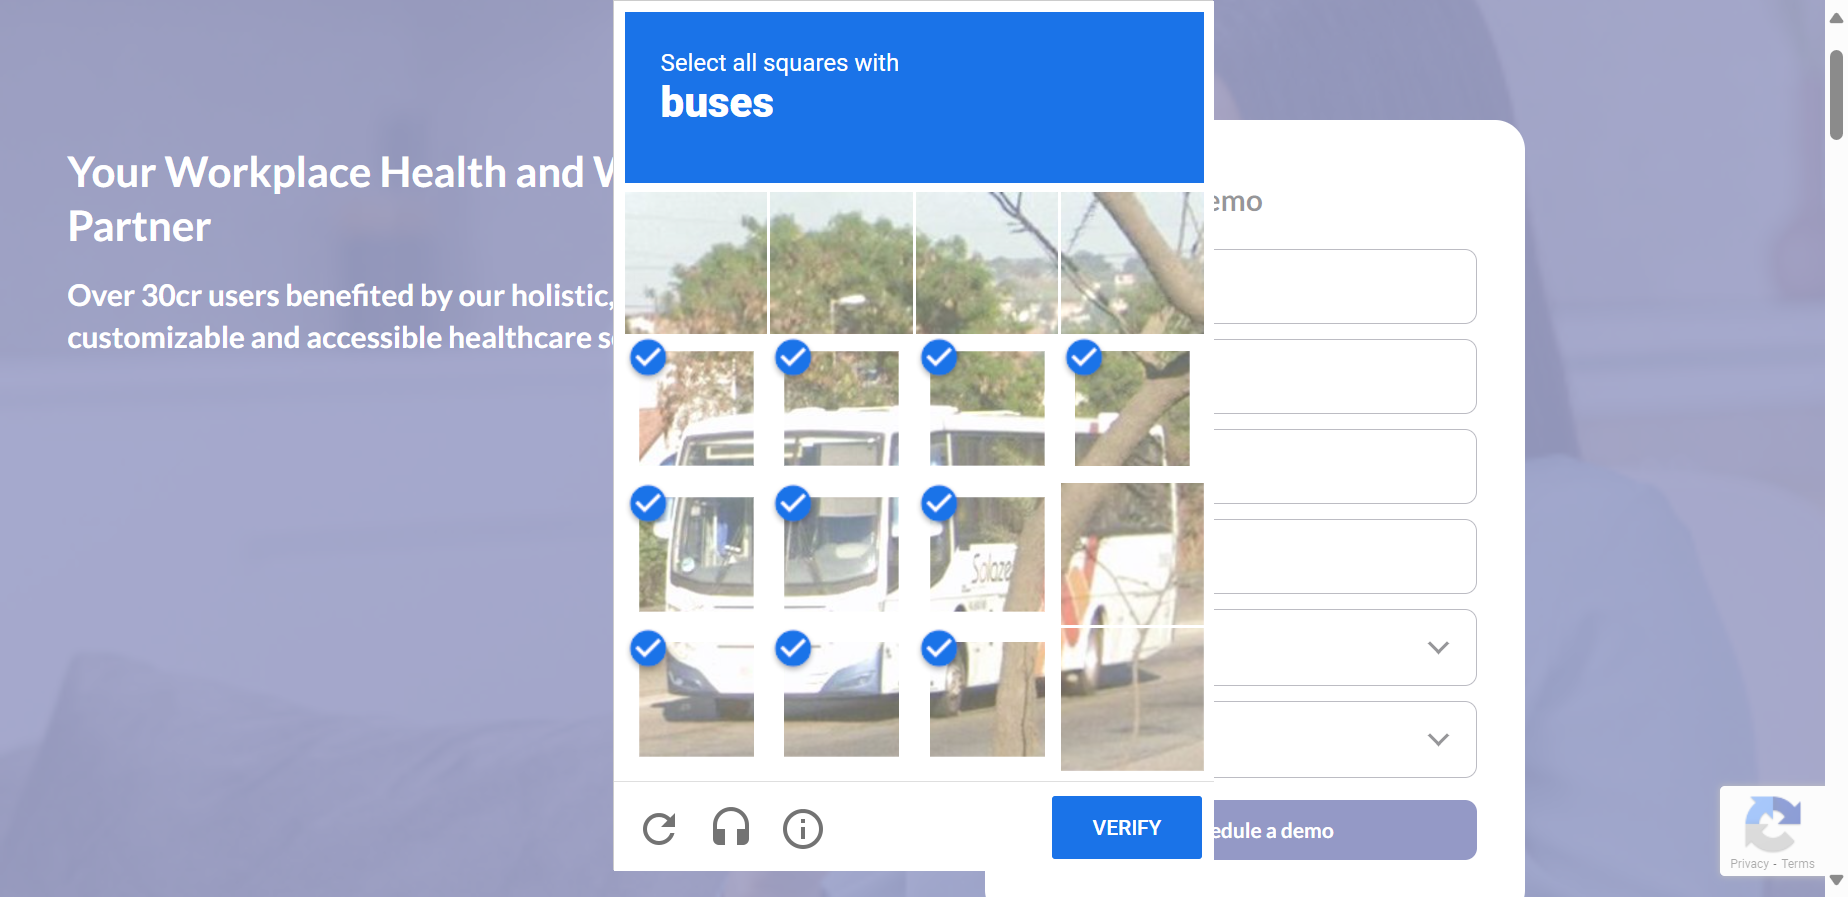 Select all squares with
buses
Your Workplace Health and W
Partner
Over 30cr users benefited by our holistic,
customizable and accessible healthcare s
emo
Solaze
VERIFY
edule a demo
Privacy - Terms